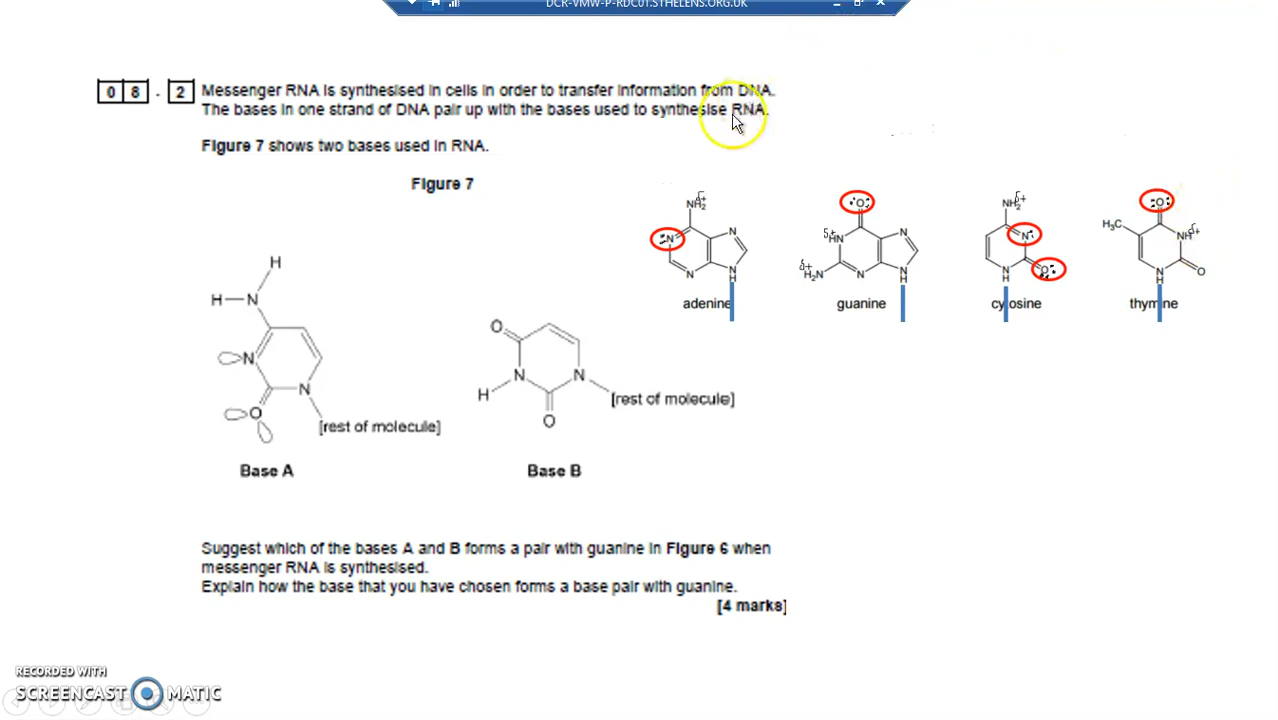 DCR-VMW-P-RDC01.STHELENS.ORG.UK
0 8 . 2 Messenger RNA is synthesised in cells in order to transfer information from DNA.
The bases in one strand of DNA pair up with the bases used to synthesise RNA.
Figure 7 shows two bases used in RNA.
Figure 7
NH2 δ+
N N N N H
adenine
O
δ+ HN N
δ+ H2N N N H
guanine
NH2 δ+
N
N H O
cytosine
O
H3C NH δ+
N H O
thymine
H
H N
N
O N
[rest of molecule]
Base A
O
N N
H [rest of molecule]
O
Base B
Suggest which of the bases A and B forms a pair with guanine in Figure 6 when
messenger RNA is synthesised.
Explain how the base that you have chosen forms a base pair with guanine.
[4 marks]
RECORDED WITH
SCREENCAST MATIC